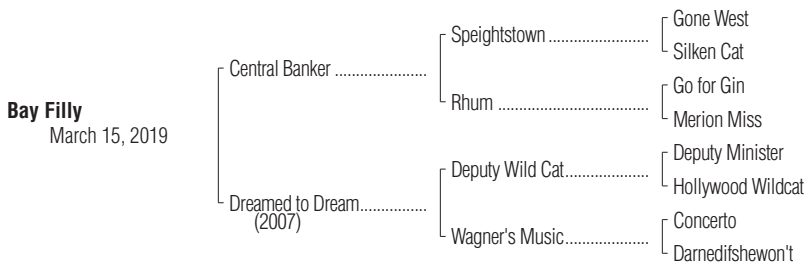 Gone West
Speightstown ........................
Silken Cat
Central Banker ......................
Go for Gin
Rhum ....................................
Merion Miss
Bay Filly
March 15, 2019
Deputy Minister
Deputy Wild Cat....................
Hollywood Wildcat
Dreamed to Dream................
(2007)
Concerto
Wagner's Music....................
Darnedifshewon't